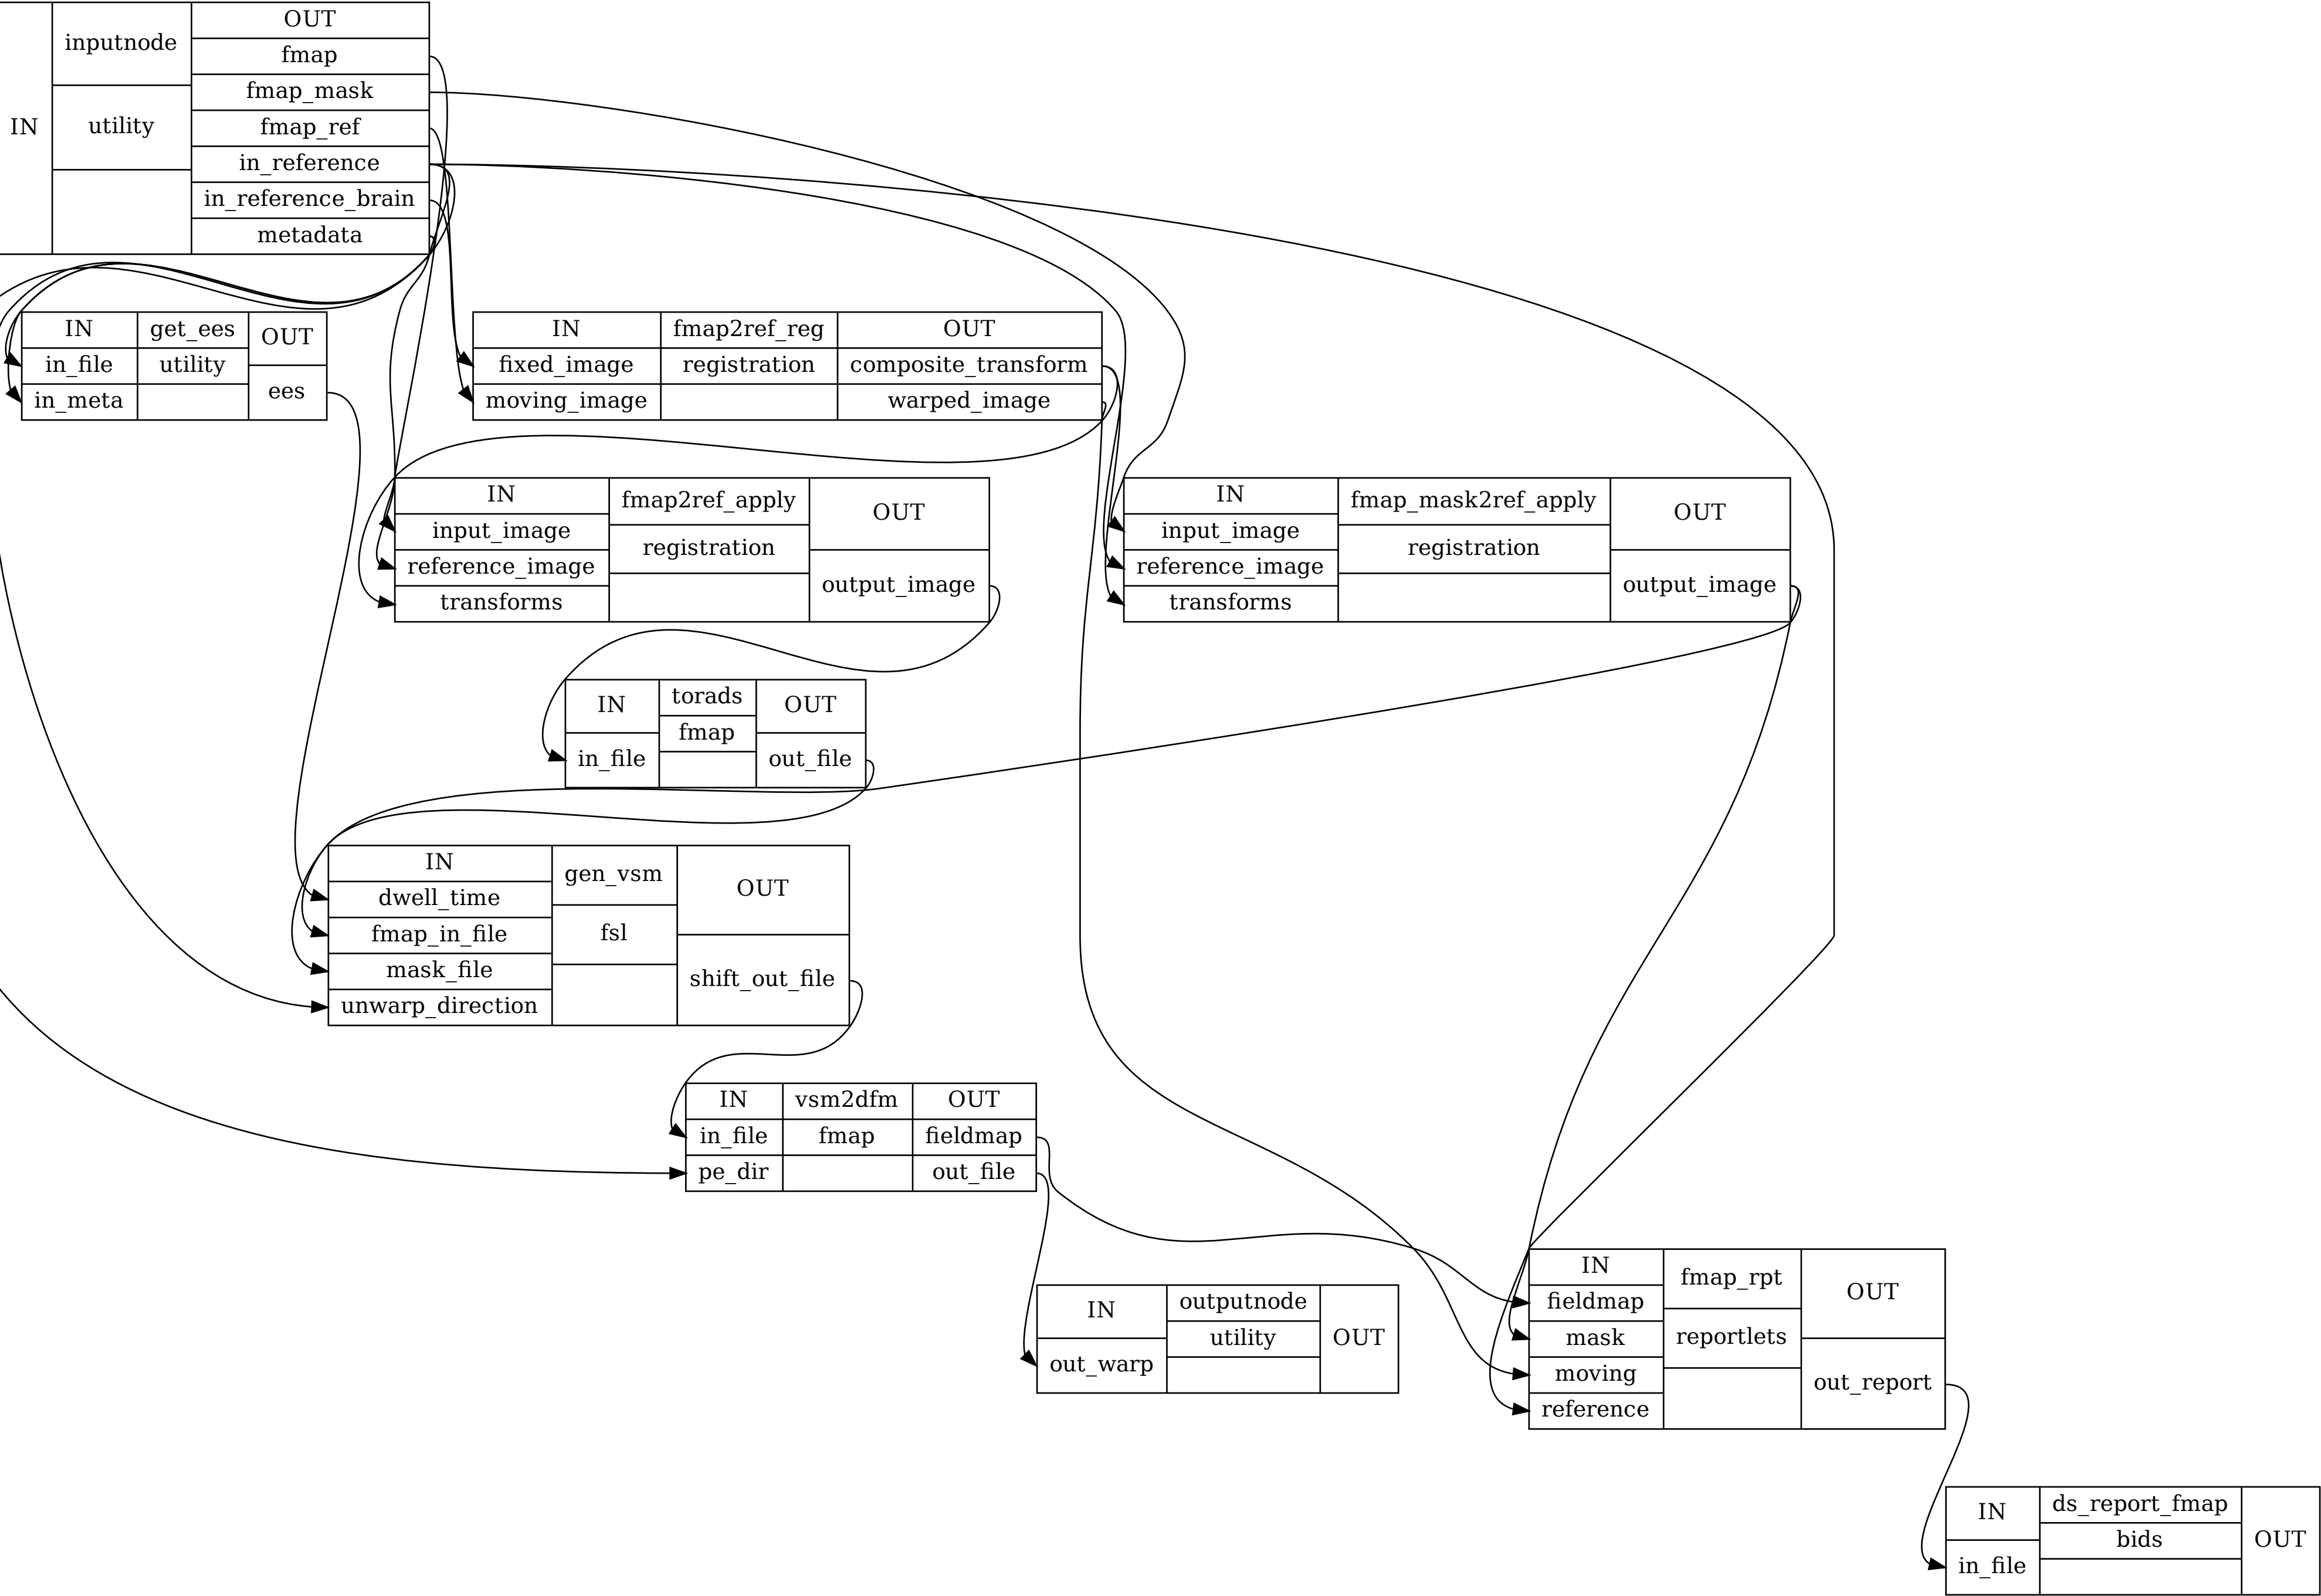 IN
inputnode
utility
OUT
fmap
fmap_mask
fmap_ref
in_reference
in_reference_brain
metadata
IN
in_file
in_meta
get_ees
utility
OUT
ees
IN
fixed_image
moving_image
fmap2ref_reg
registration
OUT
composite_transform
warped_image
IN
input_image
reference_image
transforms
fmap2ref_apply
registration
OUT
output_image
IN
input_image
reference_image
transforms
fmap_mask2ref_apply
registration
OUT
output_image
IN
in_file
torads
fmap
OUT
out_file
IN
dwell_time
fmap_in_file
mask_file
unwarp_direction
gen_vsm
fsl
OUT
shift_out_file
IN
in_file
pe_dir
vsm2dfm
fmap
OUT
fieldmap
out_file
IN
out_warp
outputnode
utility
OUT
IN
fieldmap
mask
moving
reference
fmap_rpt
reportlets
OUT
out_report
IN
in_file
ds_report_fmap
bids
OUT